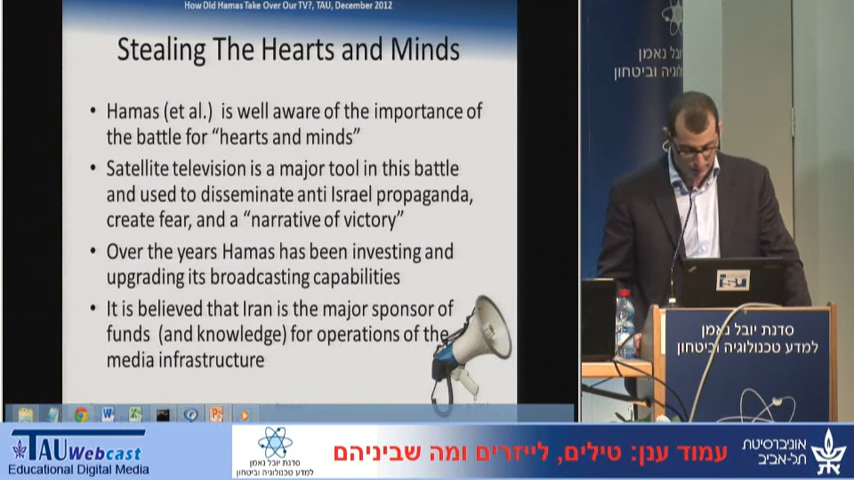 How Did Hamas Take Over Our TV?, TAU, December 2012
Stealing The Hearts and Minds
• Hamas (et al.) is well aware of the importance of
the battle for “hearts and minds”
• Satellite television is a major tool in this battle
and used to disseminate anti Israel propaganda,
create fear, and a “narrative of victory”
• Over the years Hamas has been investing and
upgrading its broadcasting capabilities
• It is believed that Iran is the major sponsor of
funds (and knowledge) for operations of the
media infrastructure
יובל נאמן
וביטחון
סדנת יובל נאמן
למדע טכנולוגיה וביטחון
TAU Webcast
Educational Digital Media
סדנת יובל נאמן
למדע טכנולוגיה וביטחון
עמוד ענן: טילים, לייזרים ומה שביניהם
אוניברסיטת
תל-אביב